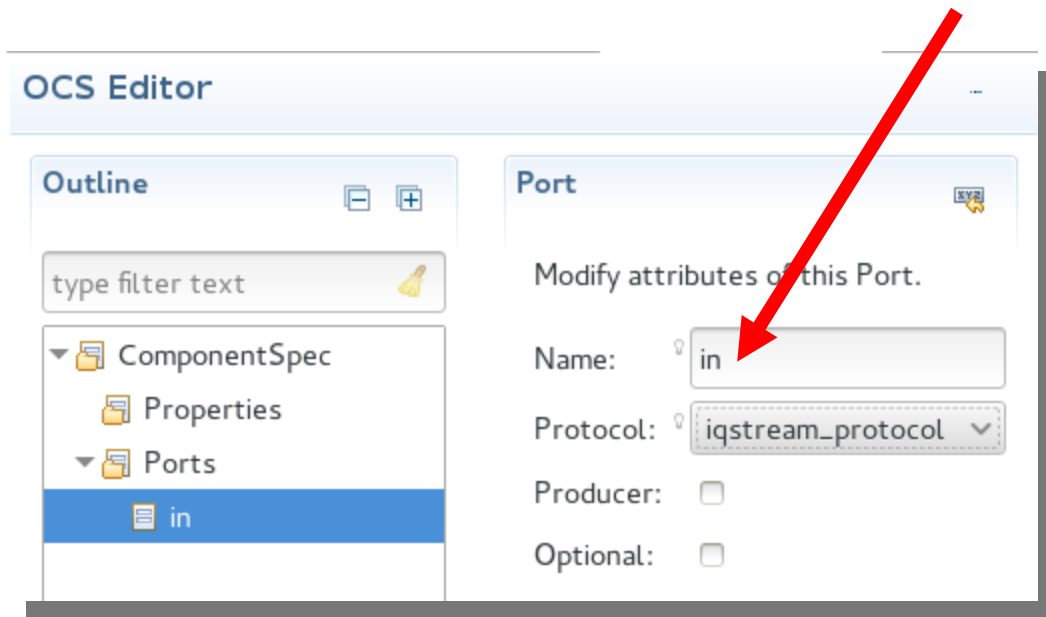 OCS Editor
Outline
type filter text
ComponentSpec
Properties
Ports
in
Port
XYZ
Modify attributes of this Port.
Name: in
Protocol: iqstream_protocol
Producer:
Optional: